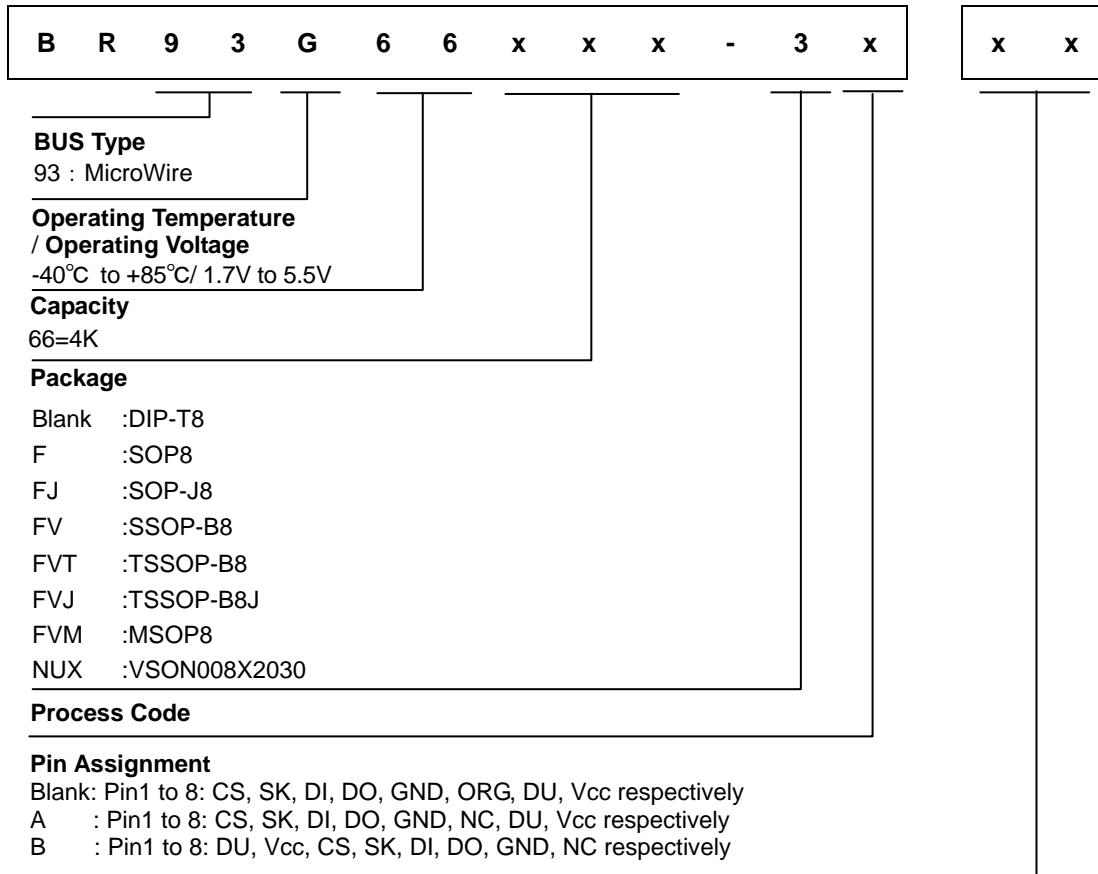 B R 9 3 G 6 6 x x x - 3 x x x
BUS Type
93 : MicroWire
Operating Temperature
/ Operating Voltage
-40℃ to +85℃/ 1.7V to 5.5V
Capacity
66=4K
Package
Blank :DIP-T8
F :SOP8
FJ :SOP-J8
FV :SSOP-B8
FVT :TSSOP-B8
FVJ :TSSOP-B8J
FVM :MSOP8
NUX :VSON008X2030
Process Code
Pin Assignment
Blank: Pin1 to 8: CS, SK, DI, DO, GND, ORG, DU, Vcc respectively
A : Pin1 to 8: CS, SK, DI, DO, GND, NC, DU, Vcc respectively
B : Pin1 to 8: DU, Vcc, CS, SK, DI, DO, GND, NC respectively